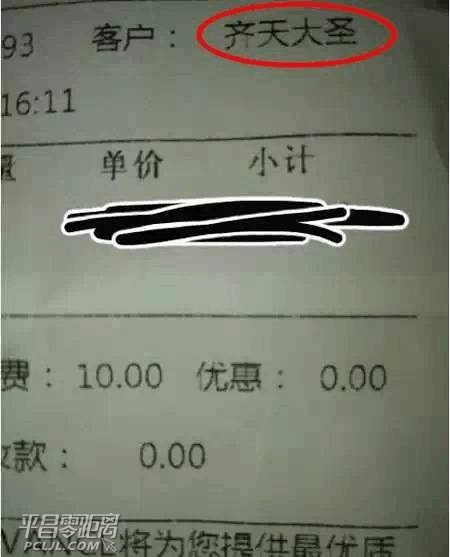 93 客户： 齐天大圣
16:11
量 单价 小计
费： 10.00 优惠： 0.00
收款： 0.00
将为您提供最优质
平昌零距离
PCLJL.COM